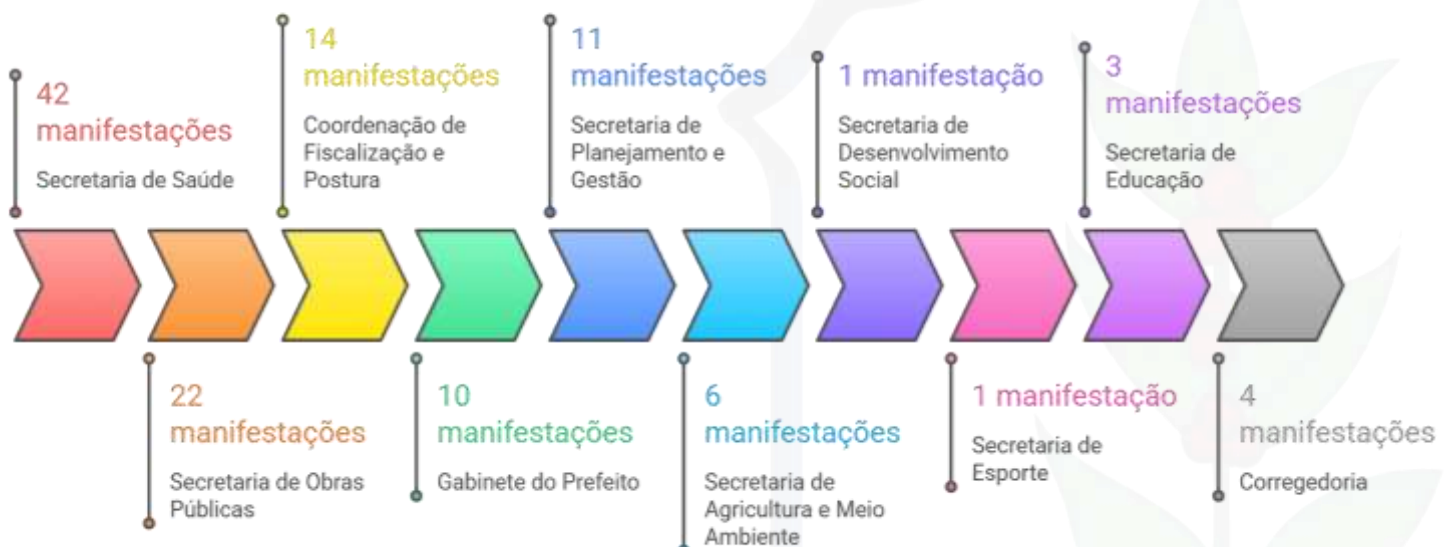 42
manifestações
Secretaria de Saúde
14
manifestações
Coordenação de
Fiscalização e
Postura
11
manifestações
Secretaria de
Planejamento e
Gestão
1 manifestação
Secretaria de
Desenvolvimento
Social
3
manifestações
Secretaria de
Educação
22
manifestações
Secretaria de Obras
Públicas
10
manifestações
Gabinete do Prefeito
6
manifestações
Secretaria de
Agricultura e Meio
Ambiente
1 manifestação
Secretaria de
Esporte
4
manifestações
Corregedoria